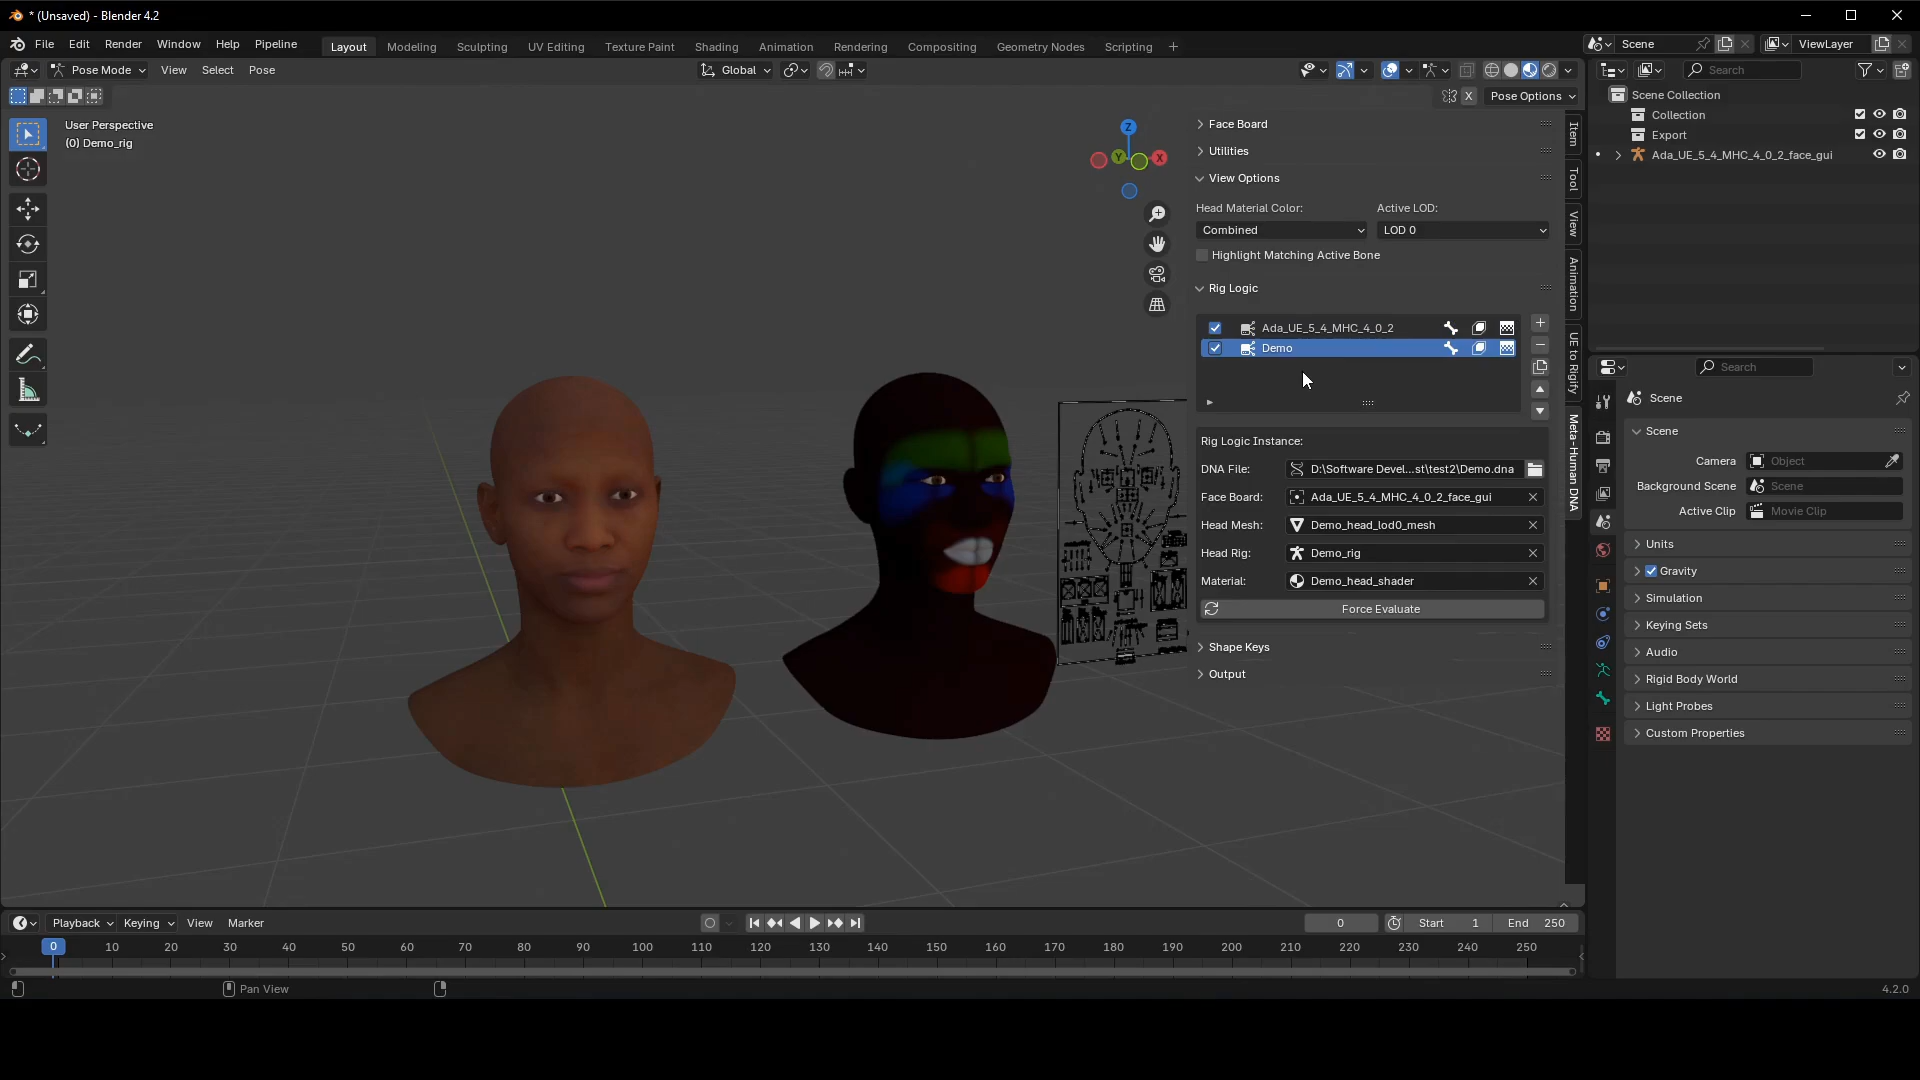 * (Unsaved) - Blender 4.2
File Edit Render Window Help Pipeline
Layout Modeling Sculpting UV Editing Texture Paint Shading Animation Rendering Compositing Geometry Nodes Scripting
Scene
ViewLayer
Pose Mode View Select Pose
Global
Search
X
Pose Options
User Perspective
(0) Demo_rig
Z
Y
X
Face Board
Utilities
View Options
Head Material Color: Active LOD:
Combined LOD 0
Highlight Matching Active Bone
Rig Logic
Ada_UE_5_4_MHC_4_0_2
Demo
Rig Logic Instance:
DNA File: D:\Software Devel...st\test2\Demo.dna
Face Board: Ada_UE_5_4_MHC_4_0_2_face_gui
Head Mesh: Demo_head_lod0_mesh
Head Rig: Demo_rig
Material: Demo_head_shader
Force Evaluate
Shape Keys
Output
Item
Tool
View
Animation
UE to Rigify
Meta-Human DNA
Scene Collection
Collection
Export
Ada_UE_5_4_MHC_4_0_2_face_gui
Search
Scene
Scene
Camera Object
Background Scene Scene
Active Clip Movie Clip
Units
Gravity
Simulation
Keying Sets
Audio
Rigid Body World
Light Probes
Custom Properties
Playback Keying View Marker
0 Start 1 End 250
0 10 20 30 40 50 60 70 80 90 100 110 120 130 140 150 160 170 180 190 200 210 220 230 240 250
Pan View
4.2.0